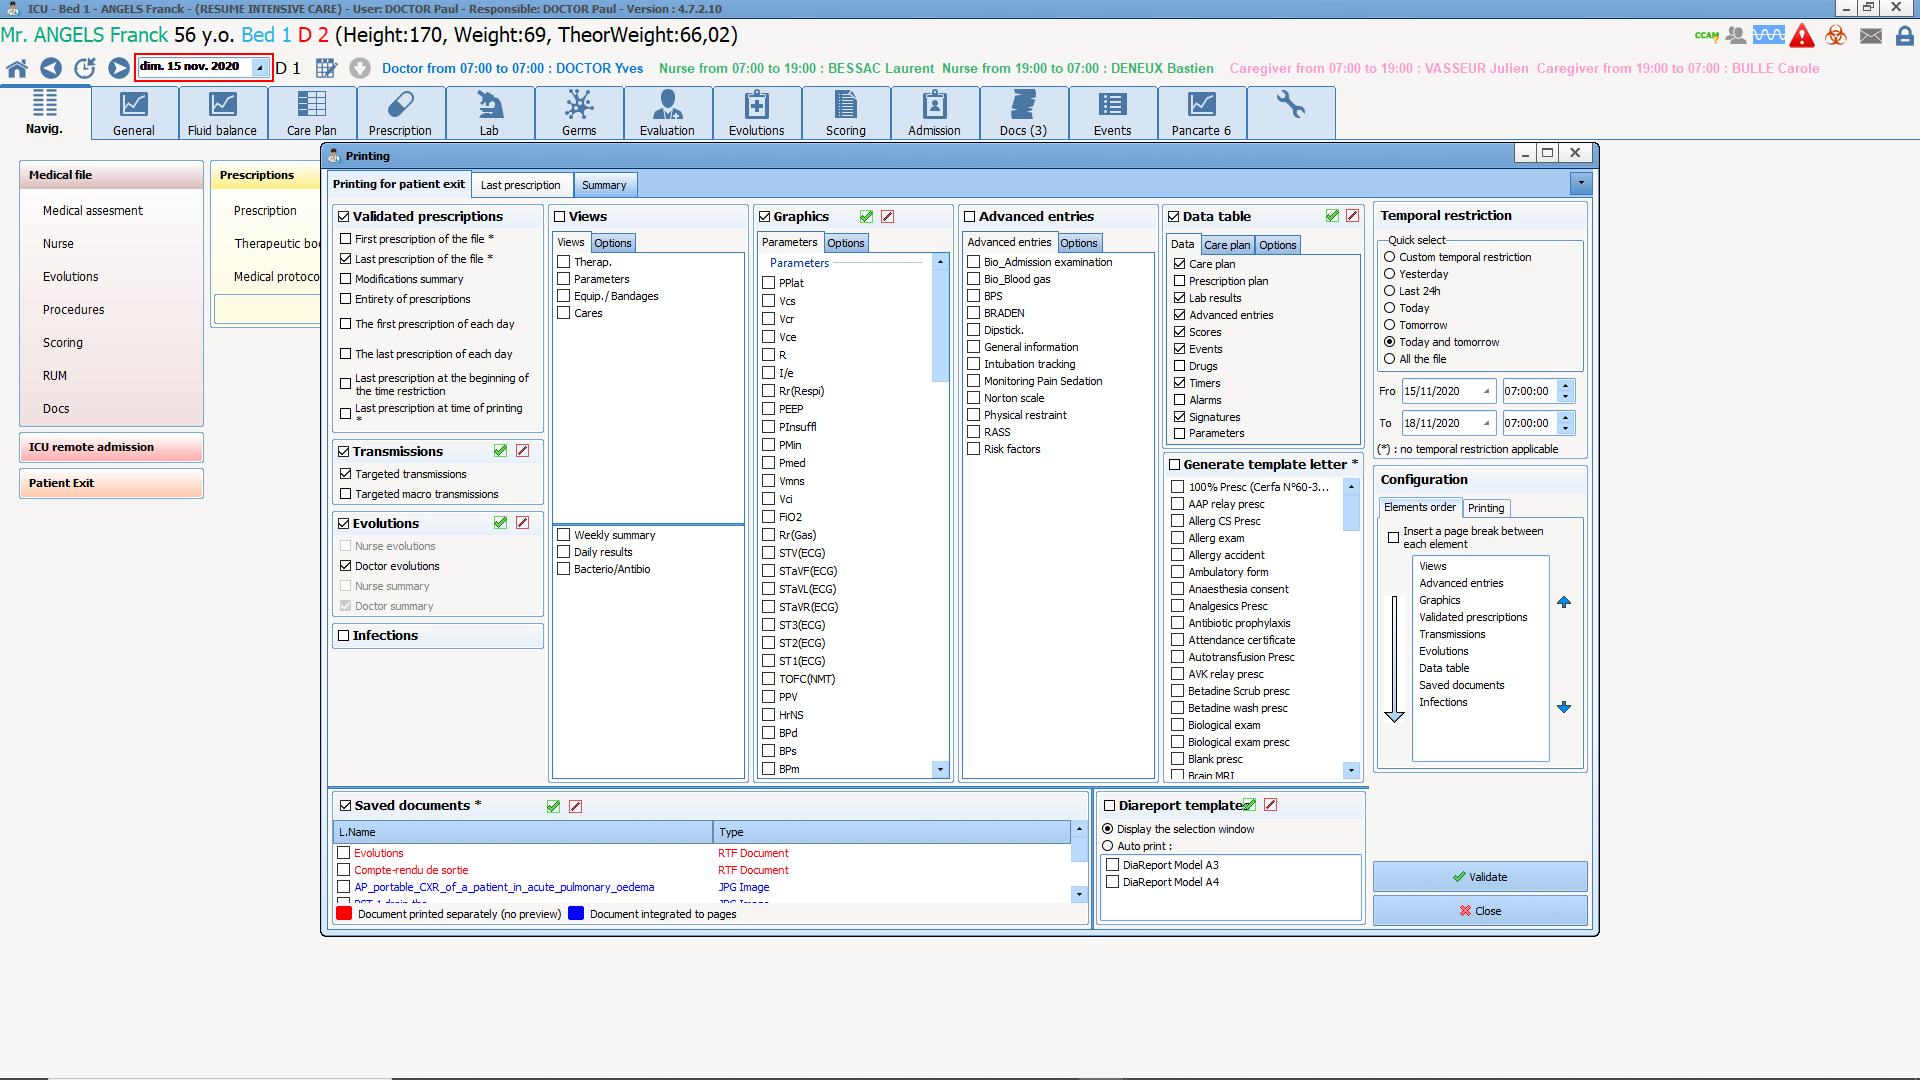 ICU - Bed 1 - ANGELS Franck - (RESUME INTENSIVE CARE) - User: DOCTOR Paul - Responsible: DOCTOR Paul - Version : 4.7.2.10
Mr. ANGELS Franck 56 y.o. Bed 1 D 2 (Height:170, Weight:69, TheorWeight:66,02)
CCAM
dim. 15 nov. 2020 D 1 Doctor from 07:00 to 07:00 : DOCTOR Yves Nurse from 07:00 to 19:00 : BESSAC Laurent Nurse from 19:00 to 07:00 : DENEUX Bastien Caregiver from 07:00 to 19:00 : VASSEUR Julien Caregiver from 19:00 to 07:00 : BULLE Carole
Navig. General Fluid balance Care Plan Prescription Lab Germs Evaluation Evolutions Scoring Admission Docs (3) Events Pancarte 6
Medical file
Medical assesment
Nurse
Evolutions
Procedures
Scoring
RUM
Docs
ICU remote admission
Patient Exit
Prescriptions
Prescription
Therapeutic bo
Medical protoco
Printing
Printing for patient exit Last prescription Summary
Validated prescriptions
First prescription of the file *
Last prescription of the file *
Modifications summary
Entirety of prescriptions
The first prescription of each day
The last prescription of each day
Last prescription at the beginning of
the time restriction
Last prescription at time of printing
*
Transmissions
Targeted transmissions
Targeted macro transmissions
Evolutions
Nurse evolutions
Doctor evolutions
Nurse summary
Doctor summary
Infections
Views
Views Options
Therap.
Parameters
Equip./Bandages
Cares
Weekly summary
Daily results
Bacterio/Antibio
Graphics
Parameters Options
Parameters
PPlat
Vcs
Vcr
Vce
R
I/e
Rr(Respi)
PEEP
PInsuffl
PMin
Pmed
Vmns
Vci
FiO2
Rr(Gas)
STV(ECG)
STaVF(ECG)
STaVL(ECG)
STaVR(ECG)
ST3(ECG)
ST2(ECG)
ST1(ECG)
TOFC(NMT)
PPV
HrNS
BPd
BPs
BPm
Advanced entries
Advanced entries Options
Bio_Admission examination
Bio_Blood gas
BPS
BRADEN
Dipstick.
General information
Intubation tracking
Monitoring Pain Sedation
Norton scale
Physical restraint
RASS
Risk factors
Data table
Data Care plan Options
Care plan
Prescription plan
Lab results
Advanced entries
Scores
Events
Drugs
Timers
Alarms
Signatures
Parameters
Generate template letter *
100% Presc (Cerfa N°60-3...
AAP relay presc
Allerg CS Presc
Allerg exam
Allergy accident
Ambulatory form
Anaesthesia consent
Analgesics Presc
Antibiotic prophylaxis
Attendance certificate
Autotransfusion Presc
AVK relay presc
Betadine Scrub presc
Betadine wash presc
Biological exam
Biological exam presc
Blank presc
Brain MRI
Temporal restriction
Quick select
Custom temporal restriction
Yesterday
Last 24h
Today
Tomorrow
Today and tomorrow
All the file
Fro 15/11/2020 07:00:00
To 18/11/2020 07:00:00
(*) : no temporal restriction applicable
Configuration
Elements order Printing
Insert a page break between
each element
Views
Advanced entries
Graphics
Validated prescriptions
Transmissions
Evolutions
Data table
Saved documents
Infections
Saved documents *
L.Name Type
Evolutions RTF Document
Compte-rendu de sortie RTF Document
AP_portable_CXR_of_a_patient_in_acute_pulmonary_oedema JPG Image
Document printed separately (no preview) Document integrated to pages
Diareport templates
Display the selection window
Auto print :
DiaReport Model A3
DiaReport Model A4
Validate
Close